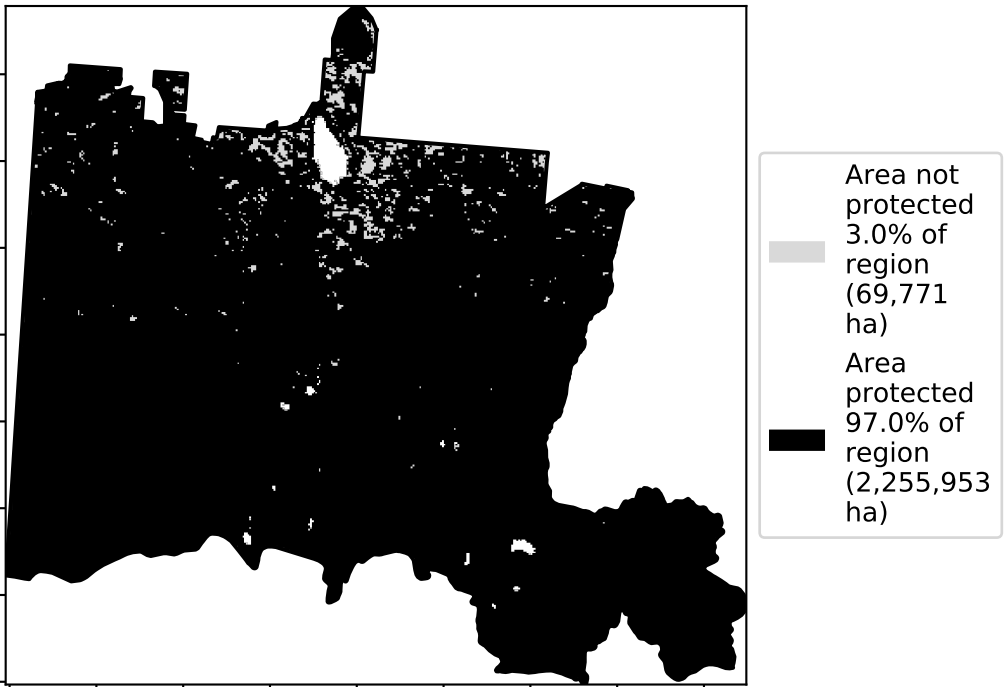 Area not
protected
3.0% of
region
(69,771
ha)
Area
protected
97.0% of
region
(2,255,953
ha)